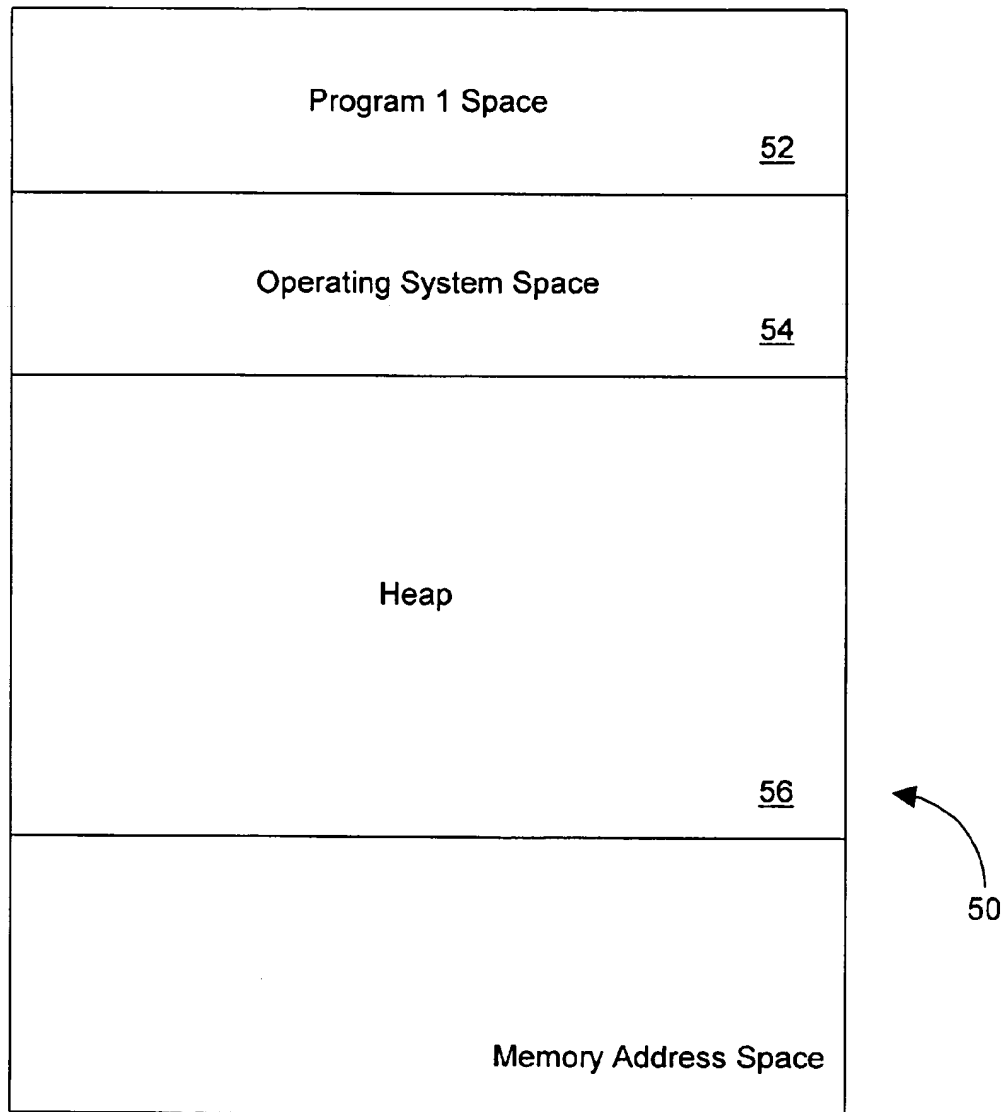 Program 1 Space
52
Operating System Space
54
Heap
56
50
Memory Address Space